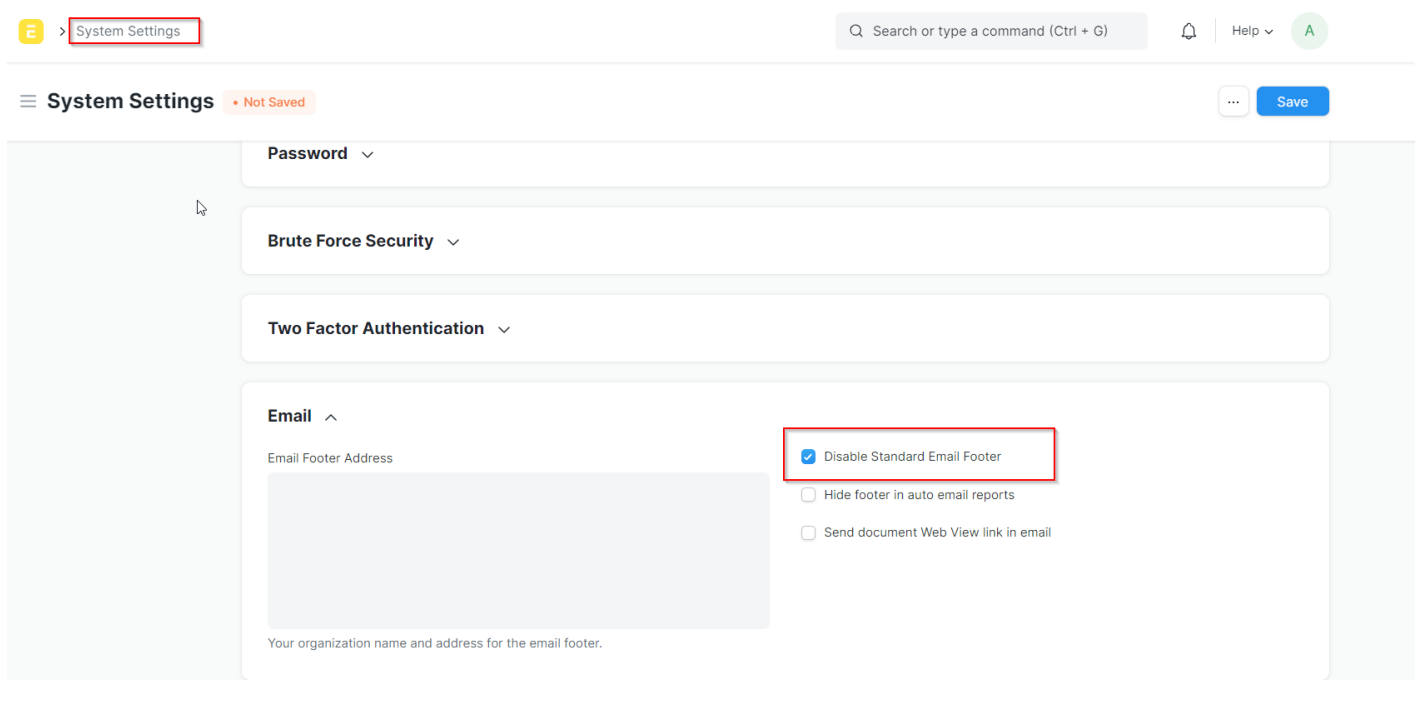 E
System Settings
Search or type a command (Ctrl + G)
Help
A
System Settings
• Not Saved
...
Save
Password
Brute Force Security
Two Factor Authentication
Email
Email Footer Address
Disable Standard Email Footer
Hide footer in auto email reports
Send document Web View link in email
Your organization name and address for the email footer.